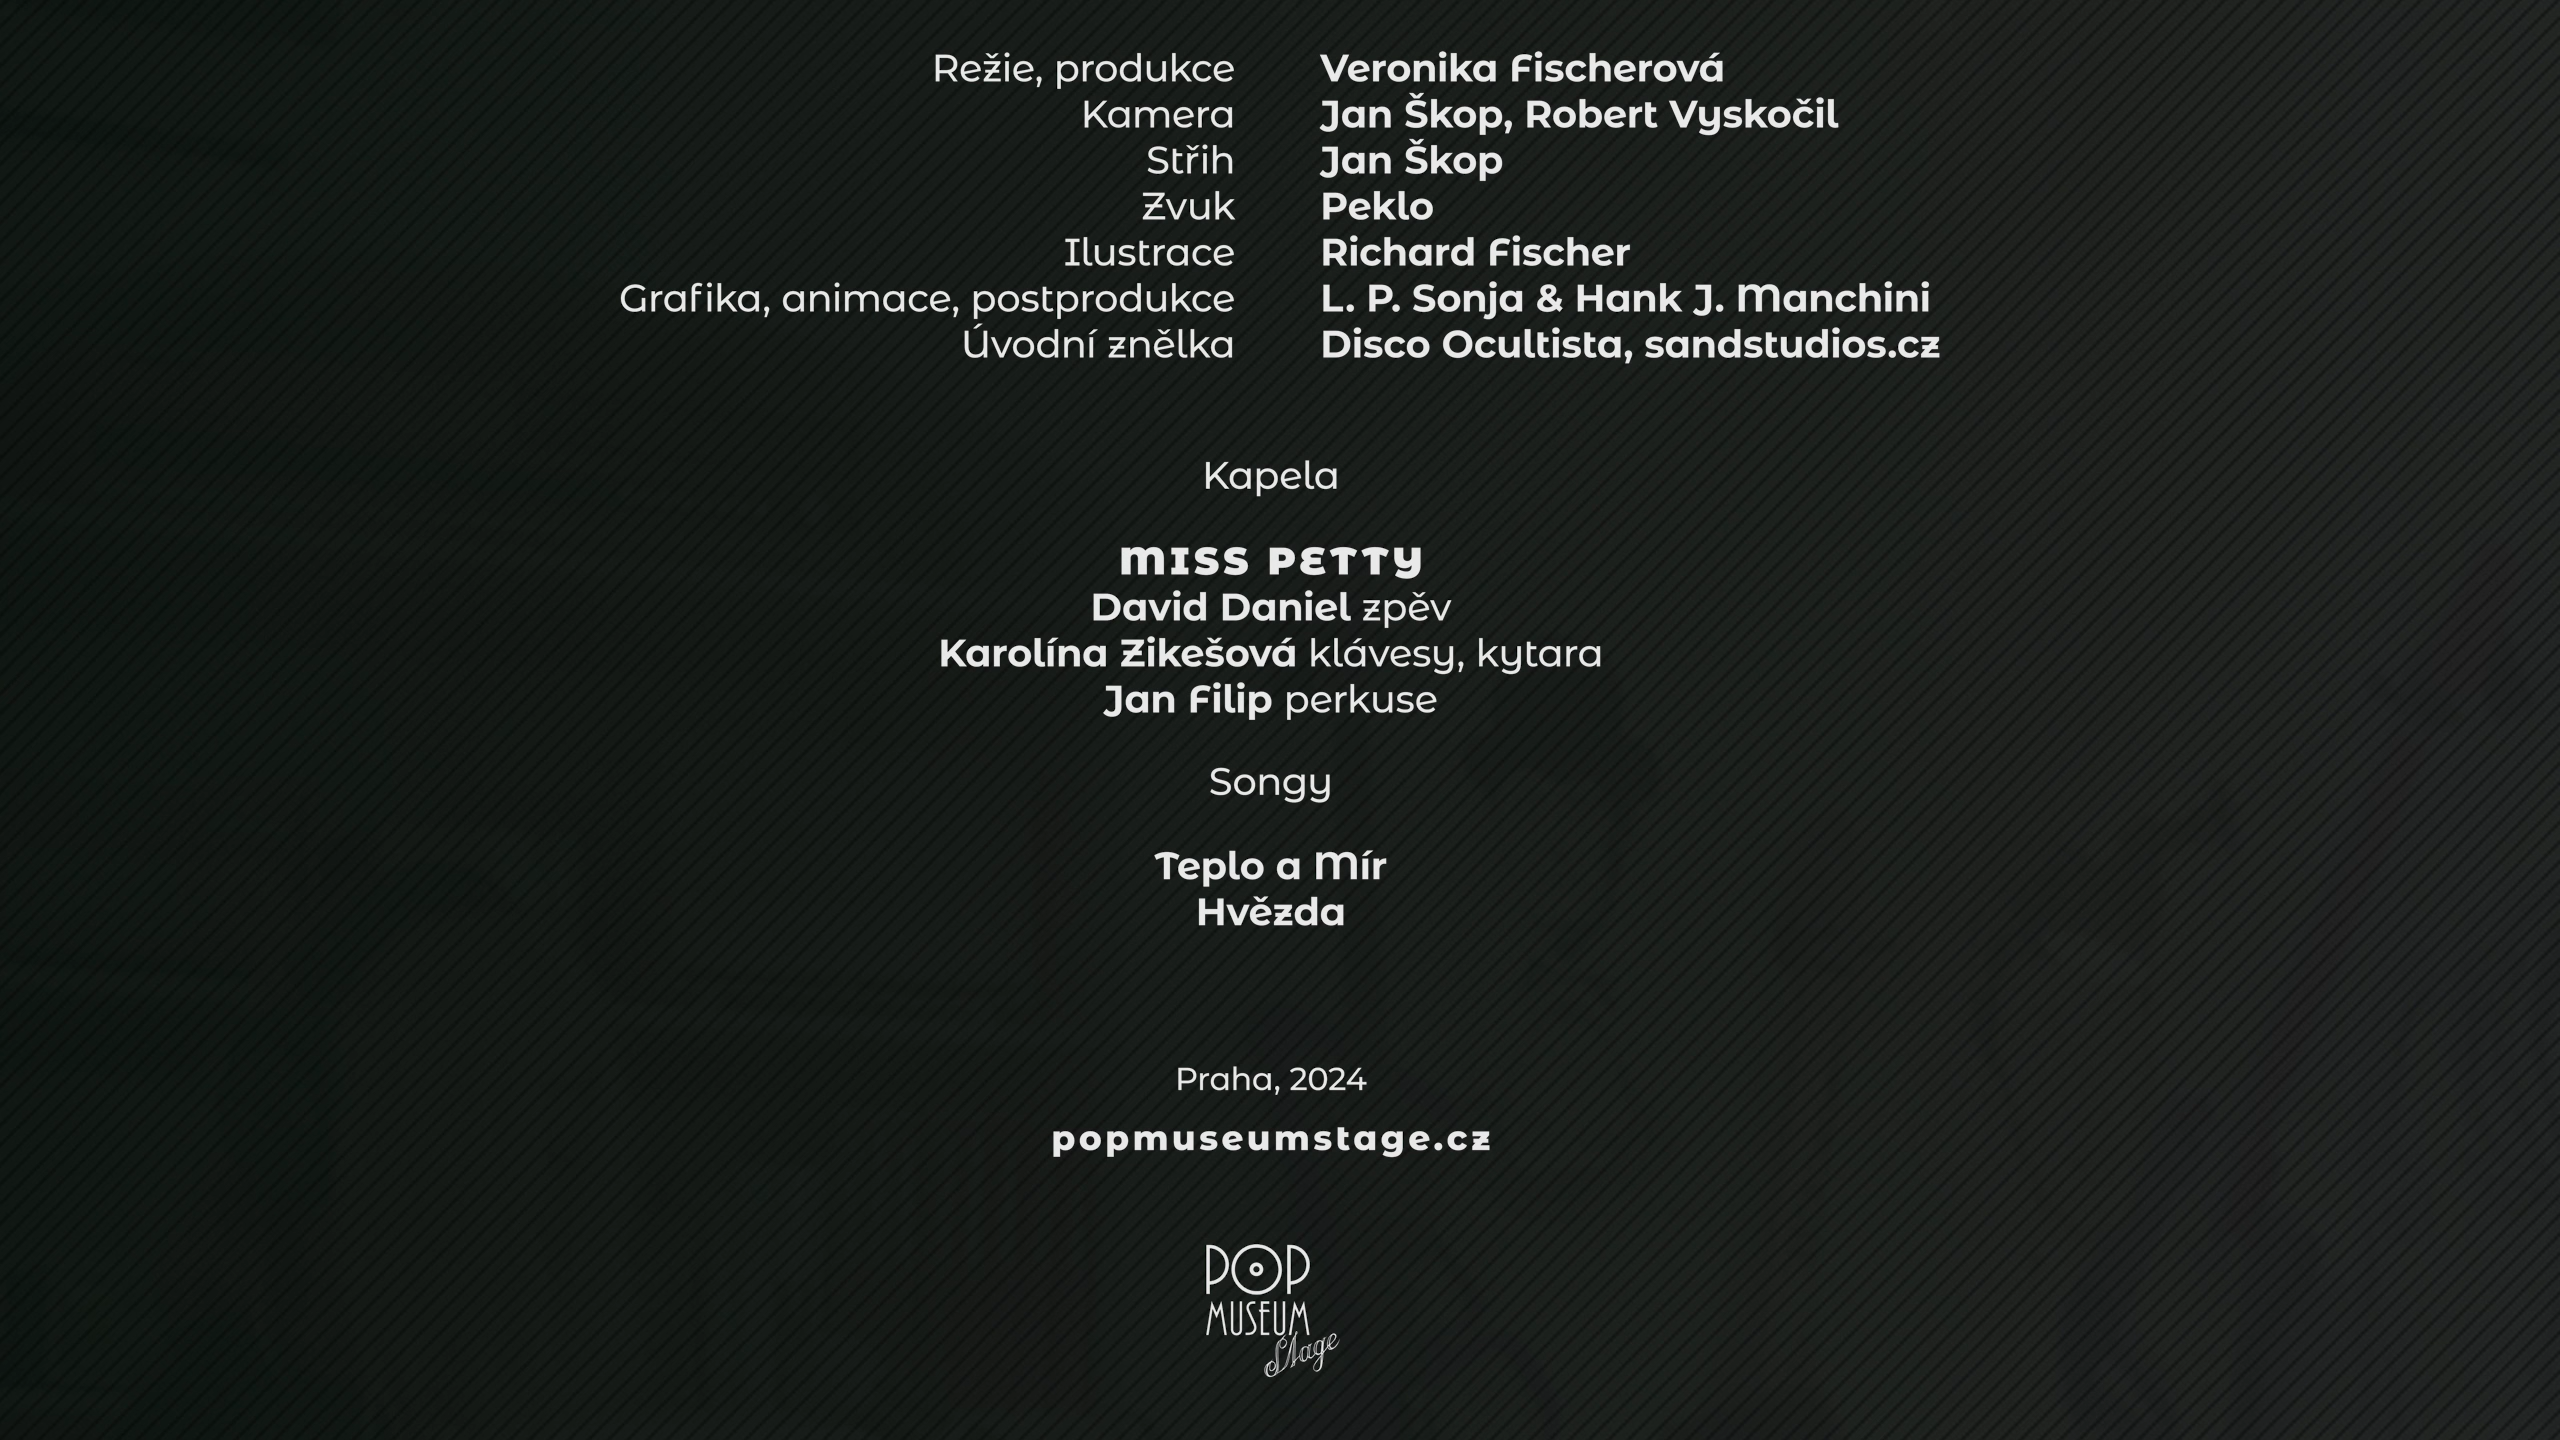 Režie, produkce Veronika Fischerová
Kamera Jan Škop, Robert Vyskočil
Střih Jan Škop
Zvuk Peklo
Ilustrace Richard Fischer
Grafika, animace, postprodukce L. P. Sonja & Hank J. Manchini
Úvodní znělka Disco Ocultista, sandstudios.cz
Kapela
MISS PETTY
David Daniel zpěv
Karolína Zikešová klávesy, kytara
Jan Filip perkuse
Songy
Teplo a Mír
Hvězda
Praha, 2024
popmuseumstage.cz
POP
MUSEUM
Stage